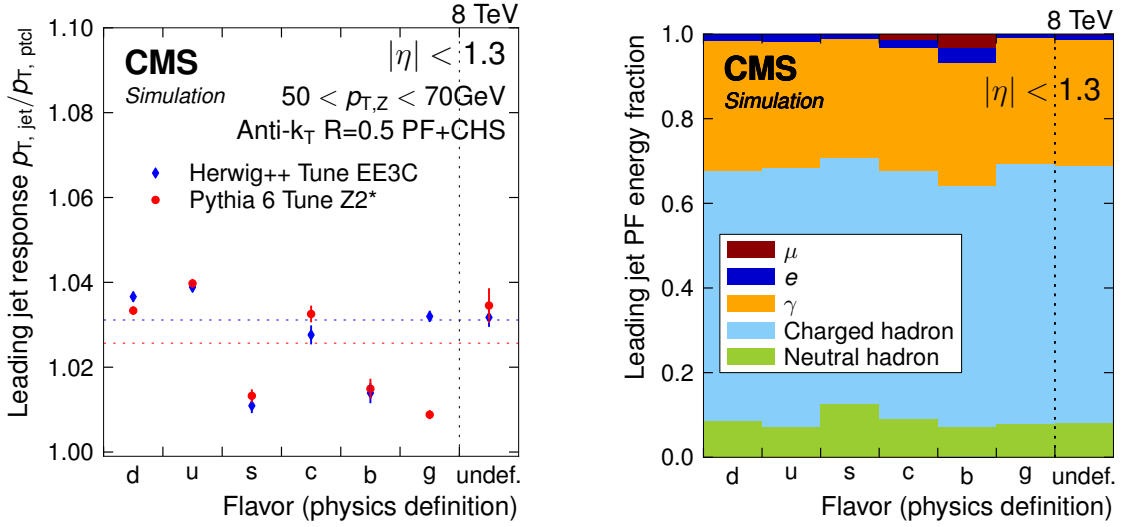 8 TeV
CMS
Simulation
|η| < 1.3
50 < p_T,Z < 70GeV
Anti-k_T R=0.5 PF+CHS
Herwig++ Tune EE3C
Pythia 6 Tune Z2*
Leading jet response p_T, jet/p_T, ptcl
1.10
1.08
1.06
1.04
1.02
1.00
d u s c b g undef.
Flavor (physics definition)
8 TeV
CMS
Simulation
|η| < 1.3
μ
e
γ
Charged hadron
Neutral hadron
Leading jet PF energy fraction
1.0
0.8
0.6
0.4
0.2
0.0
d u s c b g undef.
Flavor (physics definition)